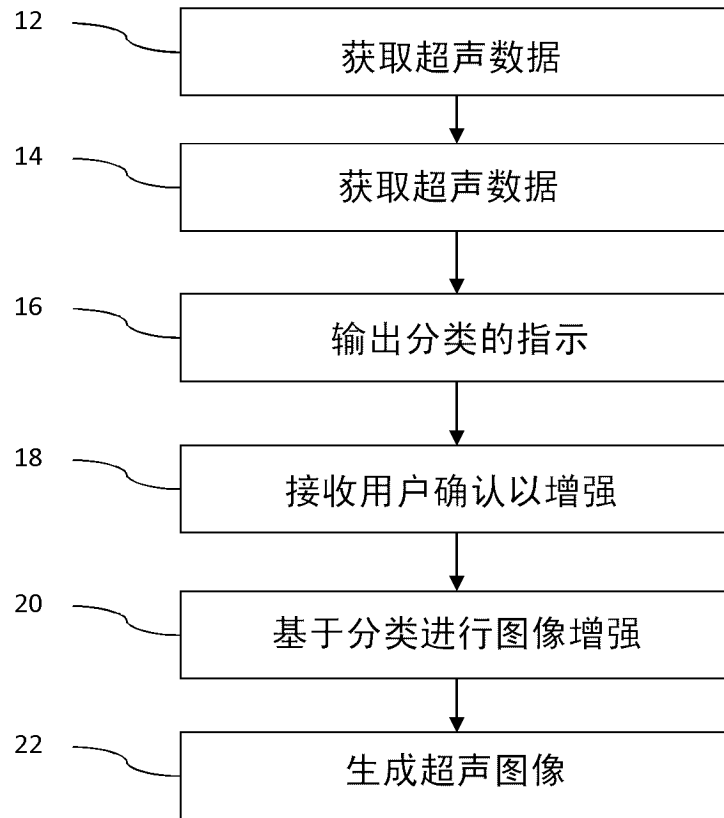 12 获取超声数据
14 获取超声数据
16 输出分类的指示
18 接收用户确认以增强
20 基于分类进行图像增强
22 生成超声图像